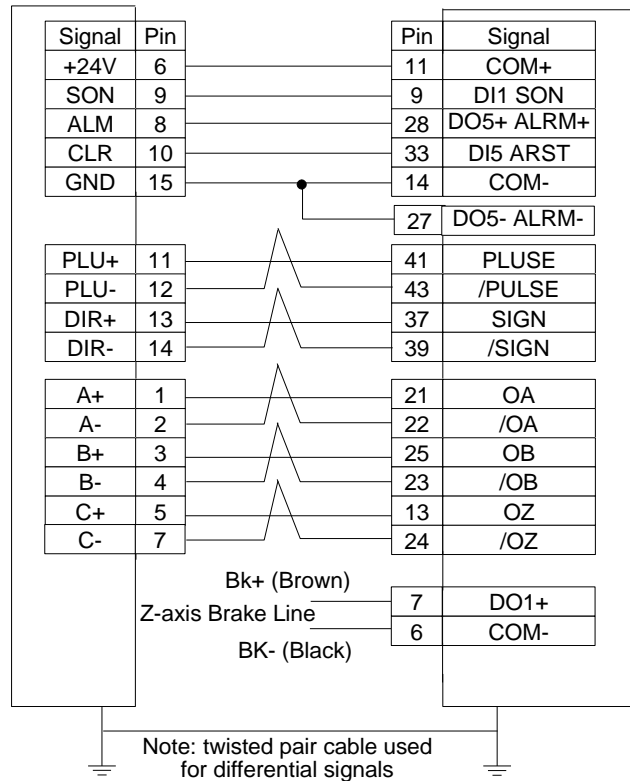 Signal Pin Pin Signal
+24V 6 11 COM+
SON 9 9 DI1 SON
ALM 8 28 DO5+ ALRM+
CLR 10 33 DI5 ARST
GND 15 14 COM-
27 DO5- ALRM-
PLU+ 11 41 PLUSE
PLU- 12 43 /PULSE
DIR+ 13 37 SIGN
DIR- 14 39 /SIGN
A+ 1 21 OA
A- 2 22 /OA
B+ 3 25 OB
B- 4 23 /OB
C+ 5 13 OZ
C- 7 24 /OZ
Bk+ (Brown)
Z-axis Brake Line
7 DO1+
6 COM-
BK- (Black)
Note: twisted pair cable used
for differential signals